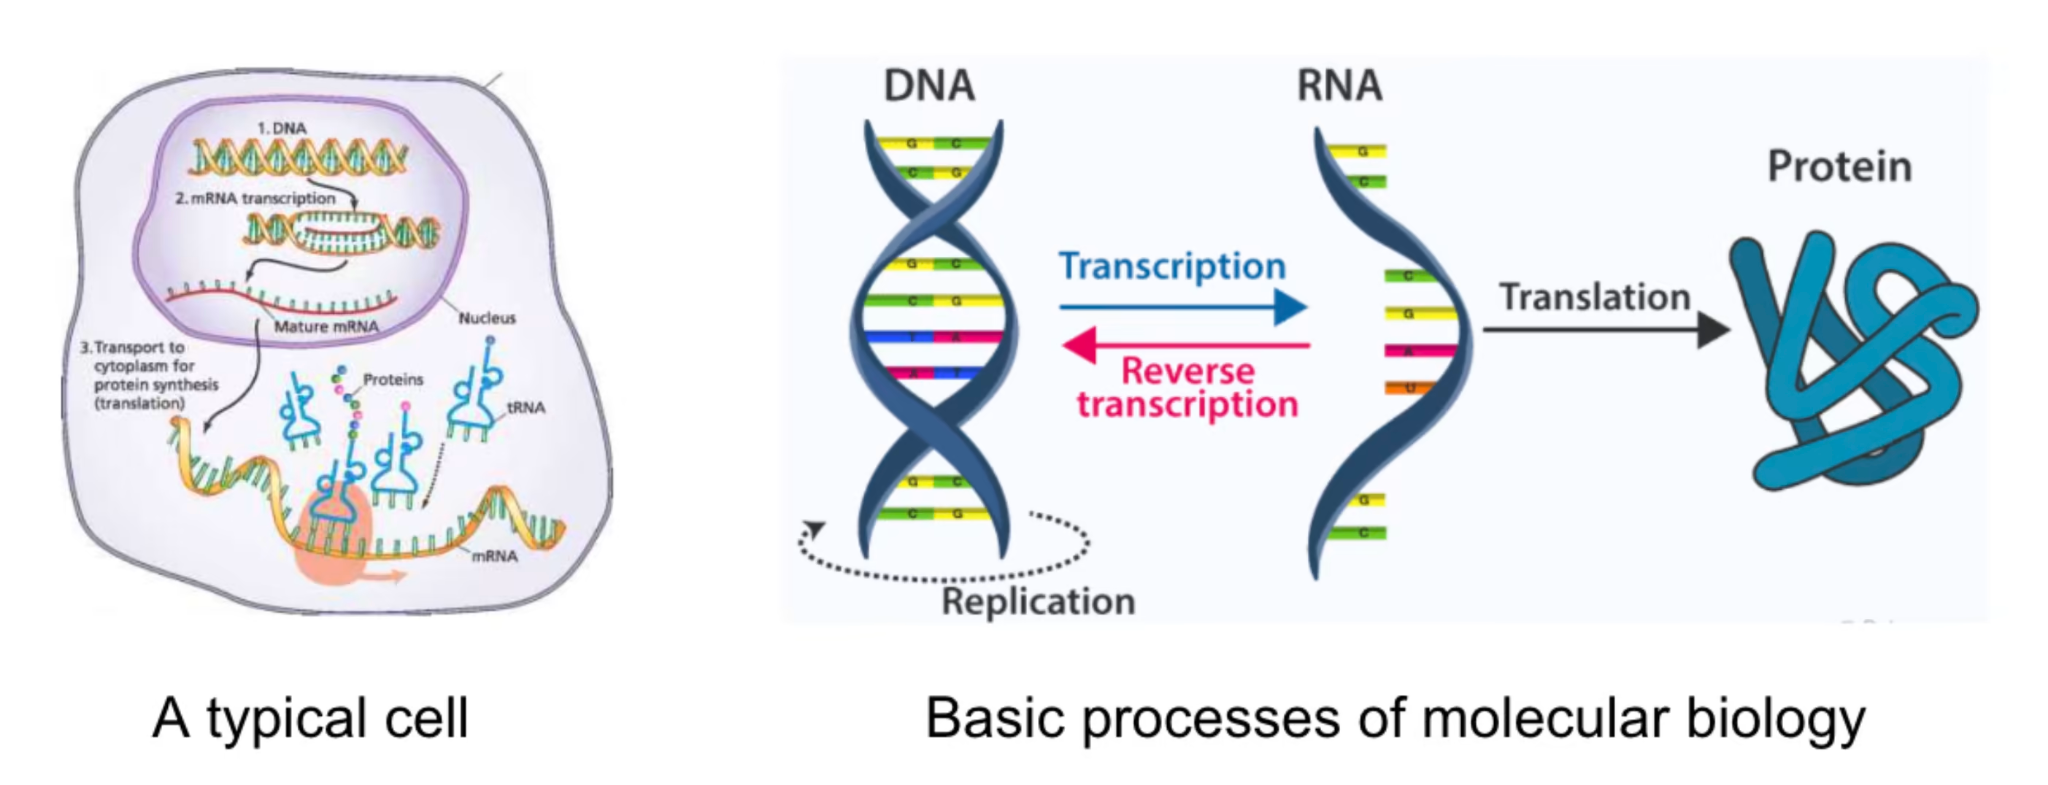 1. DNA
2. mRNA transcription
Mature mRNA
Nucleus
3. Transport to
cytoplasm for
protein synthesis
(translation)
Proteins
tRNA
mRNA
A typical cell
DNA
G C
C G
G C
C G
T A
A T
G C
C G
Replication
Transcription
Reverse
transcription
RNA
G
C
C
G
A
U
G
C
Translation
Protein
Basic processes of molecular biology